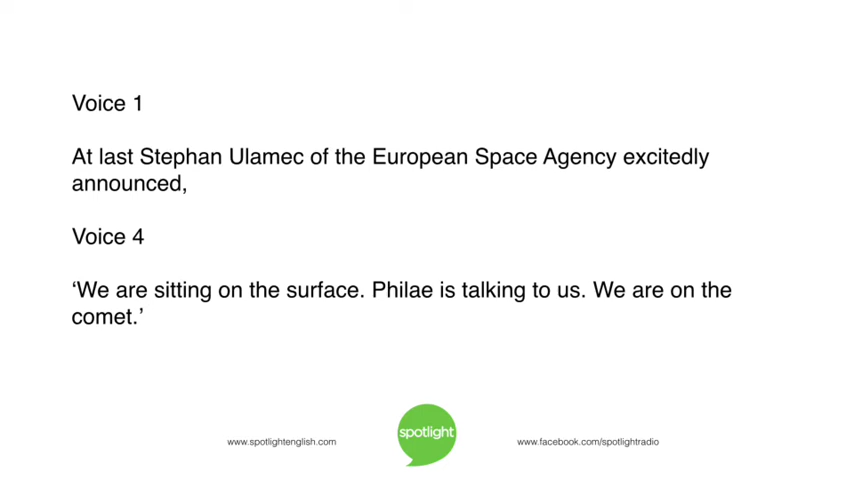 Voice 1
At last Stephan Ulamec of the European Space Agency excitedly
announced,
Voice 4
‘We are sitting on the surface. Philae is talking to us. We are on the
comet.’
www.spotlightenglish.com
spotlight
www.facebook.com/spotlightradio